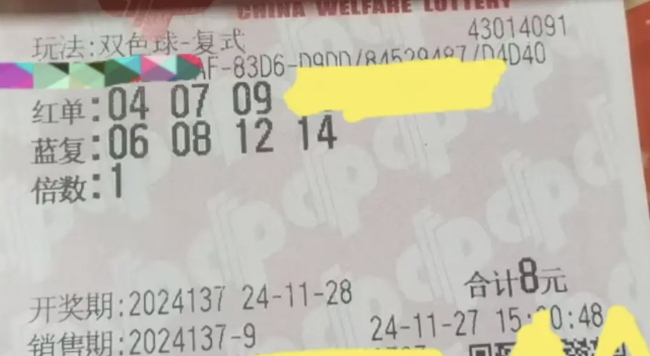 CHINA WELFARE LOTTERY
玩法:双色球-复式 43014091
AF-83D6-D9DD/84529487/D4D40
红单:04 07 09
蓝复:06 08 12 14
倍数:1
合计8元
开奖期:2024137 24-11-28
销售期:2024137-9 24-11-27